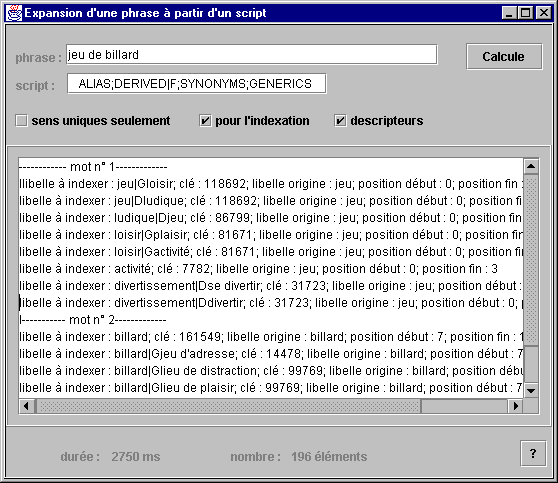 Expansion d'une phrase à partir d'un script
phrase : jeu de billard
Calcule
script : ALIAS;DERIVED|F;SYNONYMS;GENERICS
sens uniques seulement pour l'indexation descripteurs
------------ mot n° 1-------------
libelle à indexer : jeu|Gloisir; clé : 118692; libelle origine : jeu; position début : 0; position fin :
libelle à indexer : jeu|Dludique; clé : 118692; libelle origine : jeu; position début : 0; position fin
libelle à indexer : ludique|Djeu; clé : 86799; libelle origine : jeu; position début : 0; position fin
libelle à indexer : loisir|Gplaisir; clé : 81671; libelle origine : jeu; position début : 0; position fin
libelle à indexer : loisir|Gactivité; clé : 81671; libelle origine : jeu; position début : 0; position fin
libelle à indexer : activité; clé : 7782; libelle origine : jeu; position début : 0; position fin : 3
libelle à indexer : divertissement|Dse divertir; clé : 31723; libelle origine : jeu; position début : 0;
libelle à indexer : divertissement|Ddivertir; clé : 31723; libelle origine : jeu; position début : 0; p
------------ mot n° 2-------------
libelle à indexer : billard; clé : 161549; libelle origine : billard; position début : 7; position fin : 1
libelle à indexer : billard|Gjeu d'adresse; clé : 14478; libelle origine : billard; position début : 7
libelle à indexer : billard|Glieu de distraction; clé : 99769; libelle origine : billard; position débu
libelle à indexer : billard|Glieu de plaisir; clé : 99769; libelle origine : billard; position début : 7
durée : 2750 ms nombre : 196 éléments
?